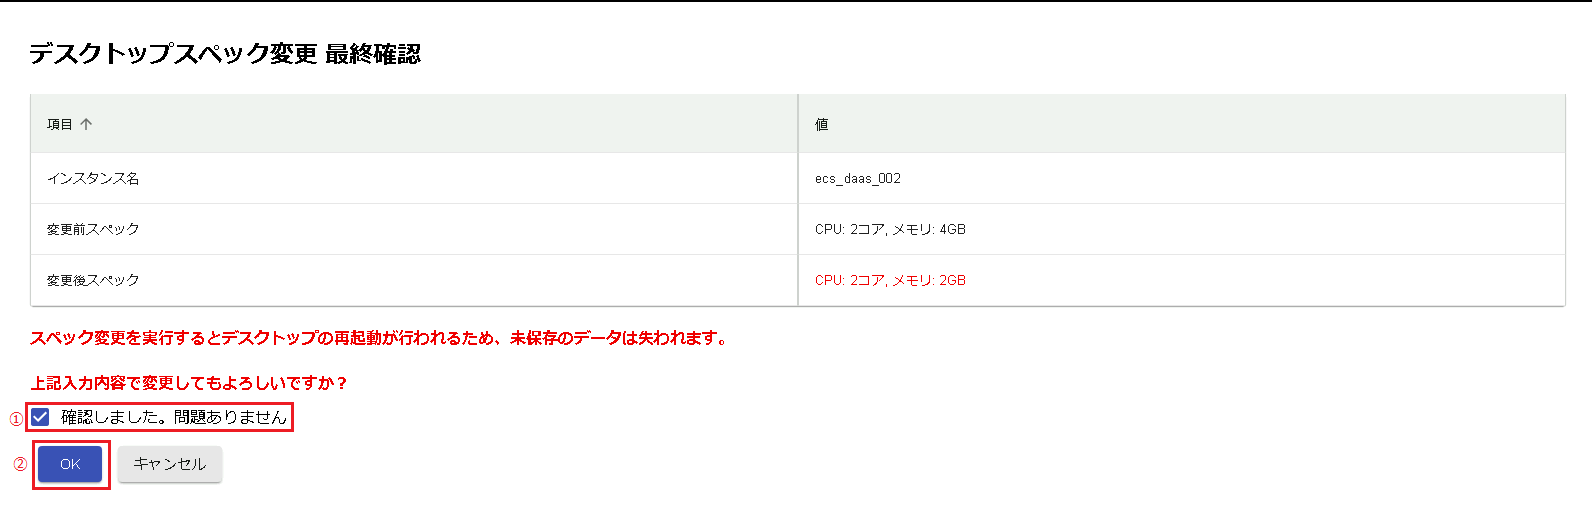 デスクトップスペック変更 最終確認
項目 ↑ 値
インスタンス名 ecs_daas_002
変更前スペック CPU: 2コア, メモリ: 4GB
変更後スペック CPU: 2コア, メモリ: 2GB
スペック変更を実行するとデスクトップの再起動が行われるため、未保存のデータは失われます。
上記入力内容で変更してもよろしいですか？
① 確認しました。問題ありません
② OK キャンセル